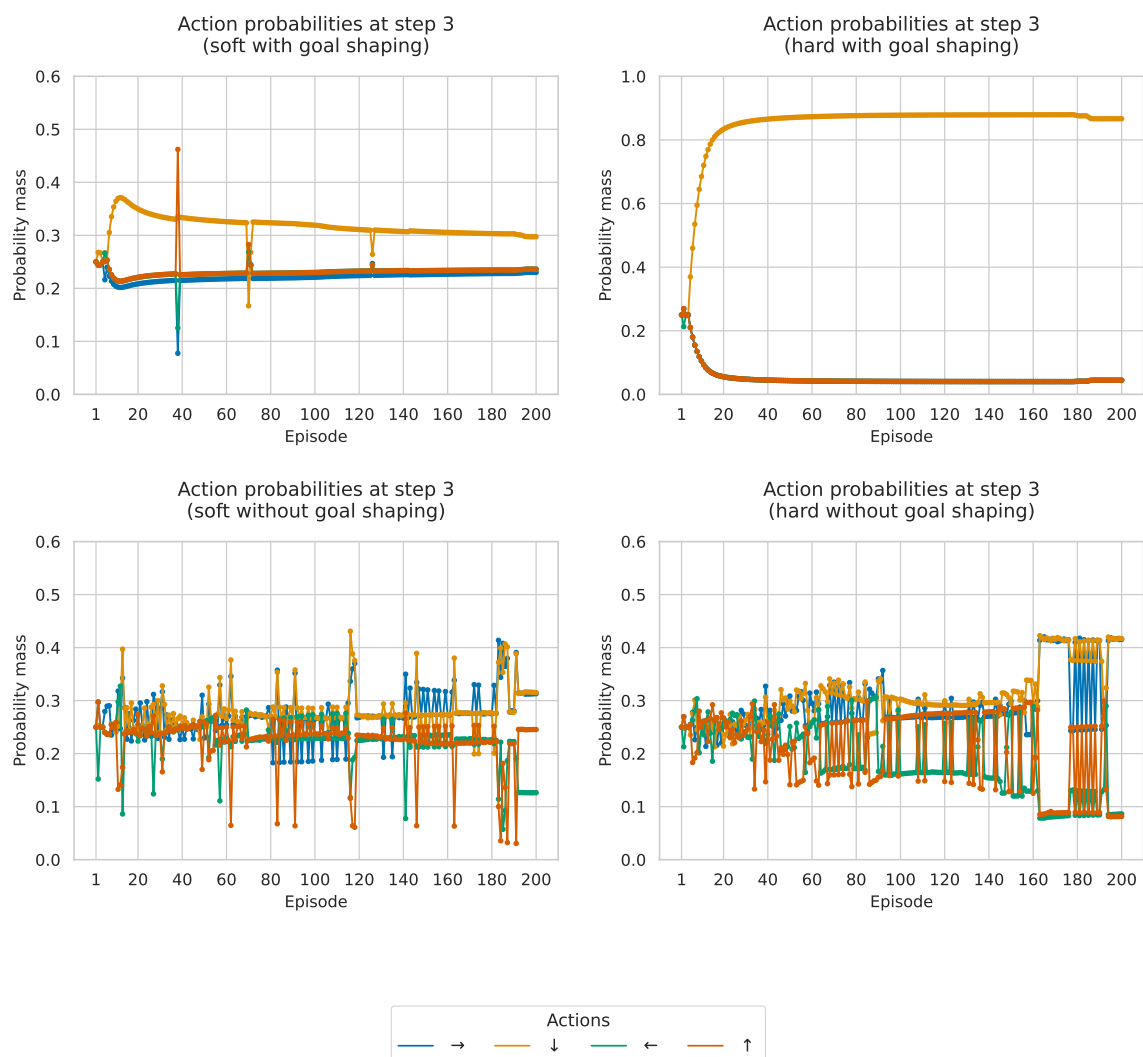 Action probabilities at step 3
(soft with goal shaping)
Probability mass
0.6
0.5
0.4
0.3
0.2
0.1
0.0
1 20 40 60 80 100 120 140 160 180 200
Episode
Action probabilities at step 3
(hard with goal shaping)
Probability mass
1.0
0.8
0.6
0.4
0.2
0.0
1 20 40 60 80 100 120 140 160 180 200
Episode
Action probabilities at step 3
(soft without goal shaping)
Probability mass
0.6
0.5
0.4
0.3
0.2
0.1
0.0
1 20 40 60 80 100 120 140 160 180 200
Episode
Action probabilities at step 3
(hard without goal shaping)
Probability mass
0.6
0.5
0.4
0.3
0.2
0.1
0.0
1 20 40 60 80 100 120 140 160 180 200
Episode
Actions
→ ↓ ← ↑